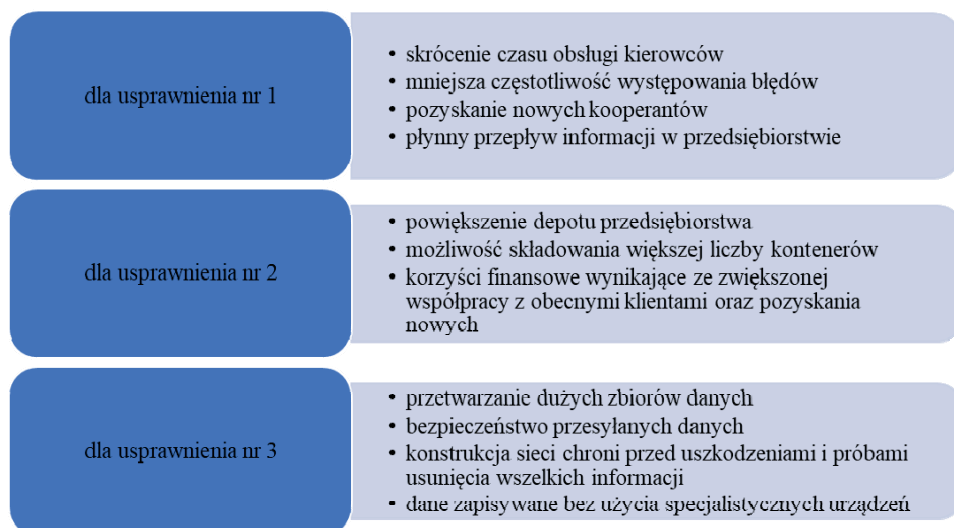 dla usprawnienia nr 1
• skrócenie czasu obsługi kierowców
• mniejsza częstotliwość występowania błędów
• pozyskanie nowych kooperantów
• płynny przepływ informacji w przedsiębiorstwie
dla usprawnienia nr 2
• powiększenie depotu przedsiębiorstwa
• możliwość składowania większej liczby kontenerów
• korzyści finansowe wynikające ze zwiększonej
współpracy z obecnymi klientami oraz pozyskania
nowych
dla usprawnienia nr 3
• przetwarzanie dużych zbiorów danych
• bezpieczeństwo przesyłanych danych
• konstrukcja sieci chroni przed uszkodzeniami i próbami
usunięcia wszelkich informacji
• dane zapisywane bez użycia specjalistycznych urządzeń